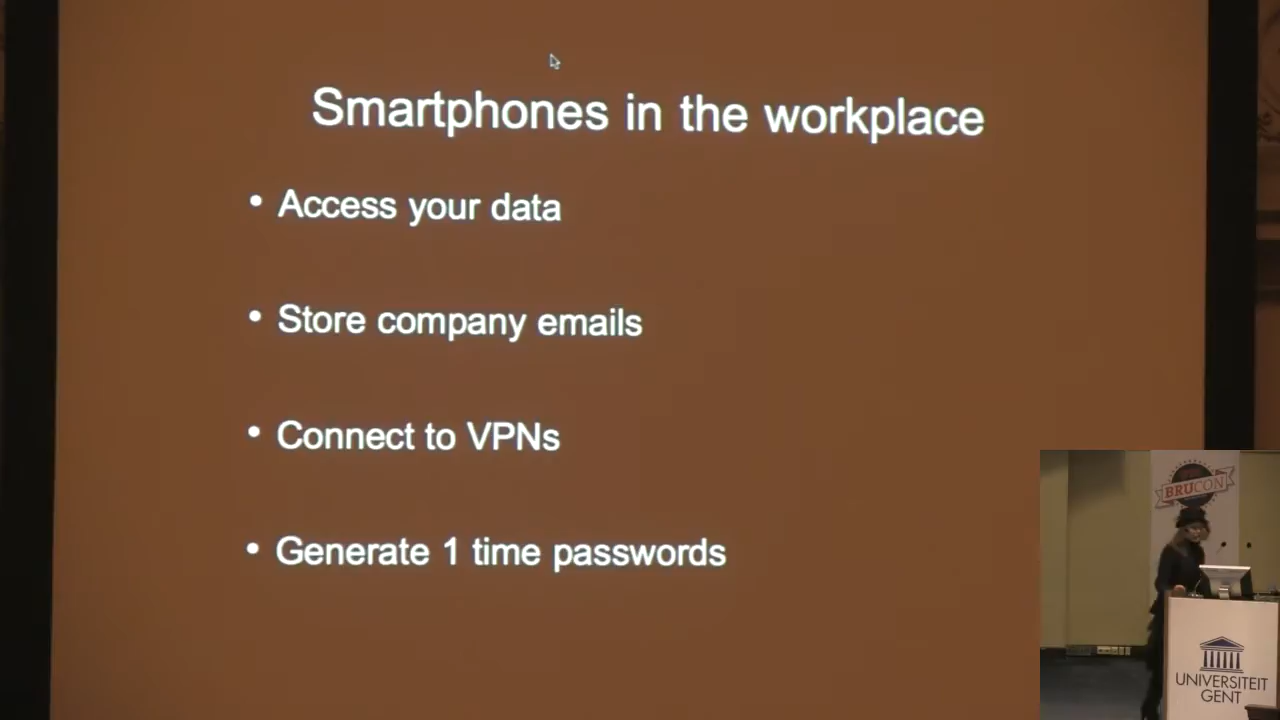 Smartphones in the workplace
• Access your data
• Store company emails
• Connect to VPNs
• Generate 1 time passwords
BRUCON
UNIVERSITEIT
GENT